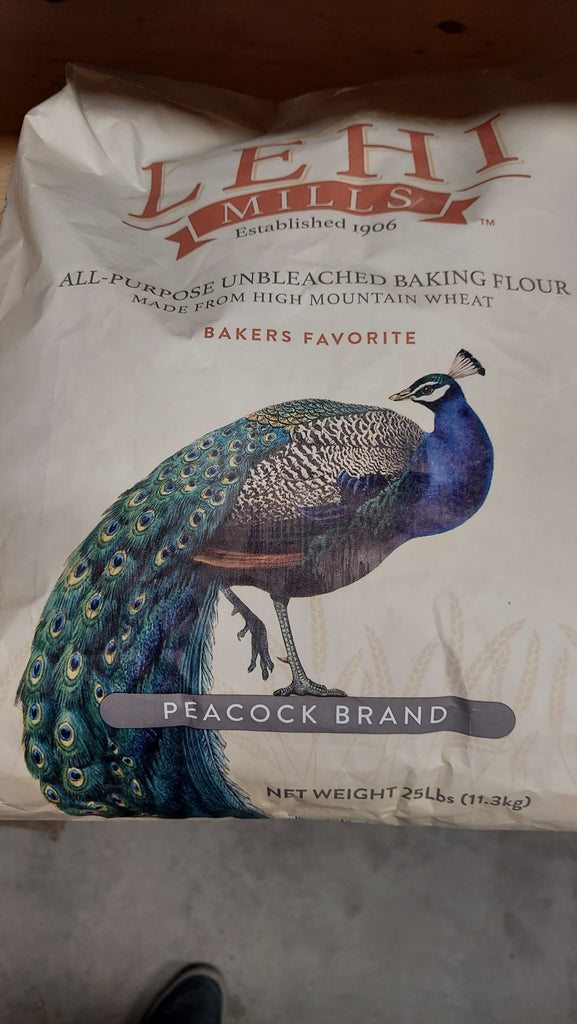 LEHI
MILLS
TM
Established 1906
ALL-PURPOSE UNBLEACHED BAKING FLOUR
MADE FROM HIGH MOUNTAIN WHEAT
BAKERS FAVORITE
PEACOCK BRAND
NET WEIGHT 25Lbs (11.3kg)